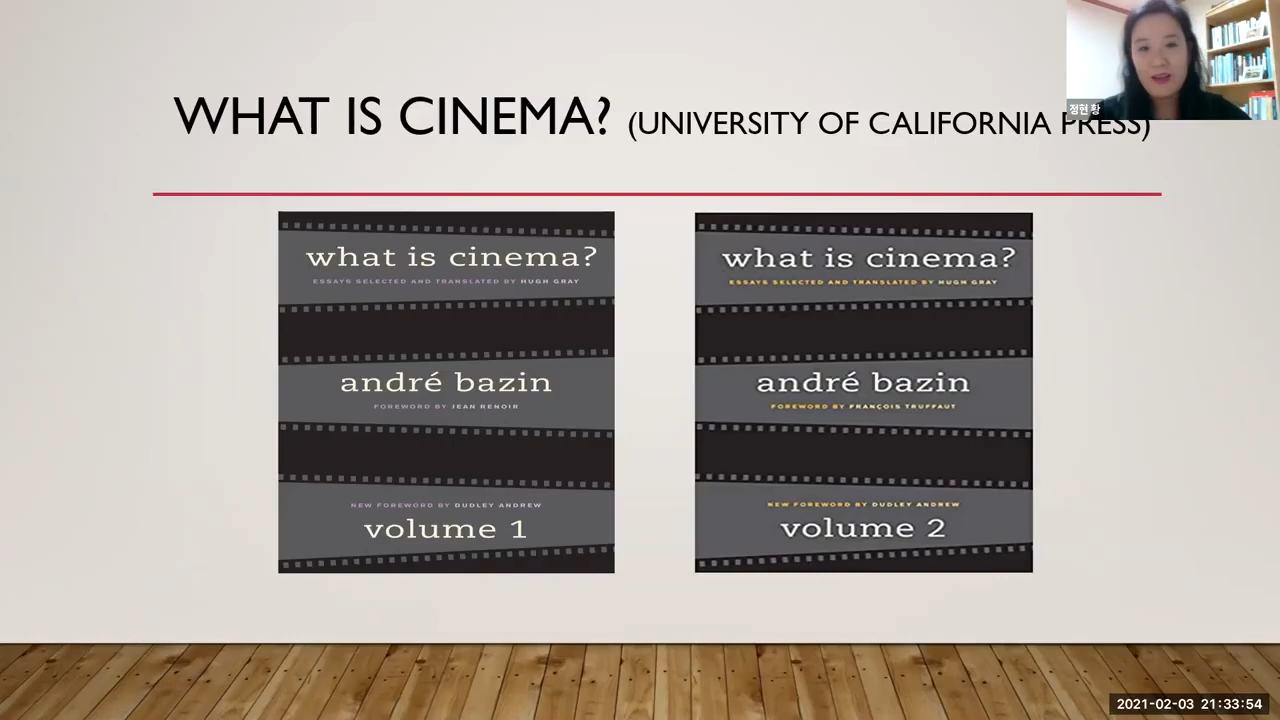 WHAT IS CINEMA? (UNIVERSITY OF CALIFORNIA PRESS)
정현 황
what is cinema?
ESSAYS SELECTED AND TRANSLATED BY HUGH GRAY
andré bazin
FOREWORD BY JEAN RENOIR
NEW FOREWORD BY DUDLEY ANDREW
volume 1
what is cinema?
ESSAYS SELECTED AND TRANSLATED BY HUGH GRAY
andré bazin
FOREWORD BY FRANÇOIS TRUFFAUT
NEW FOREWORD BY DUDLEY ANDREW
volume 2
2021-02-03 21:33:54